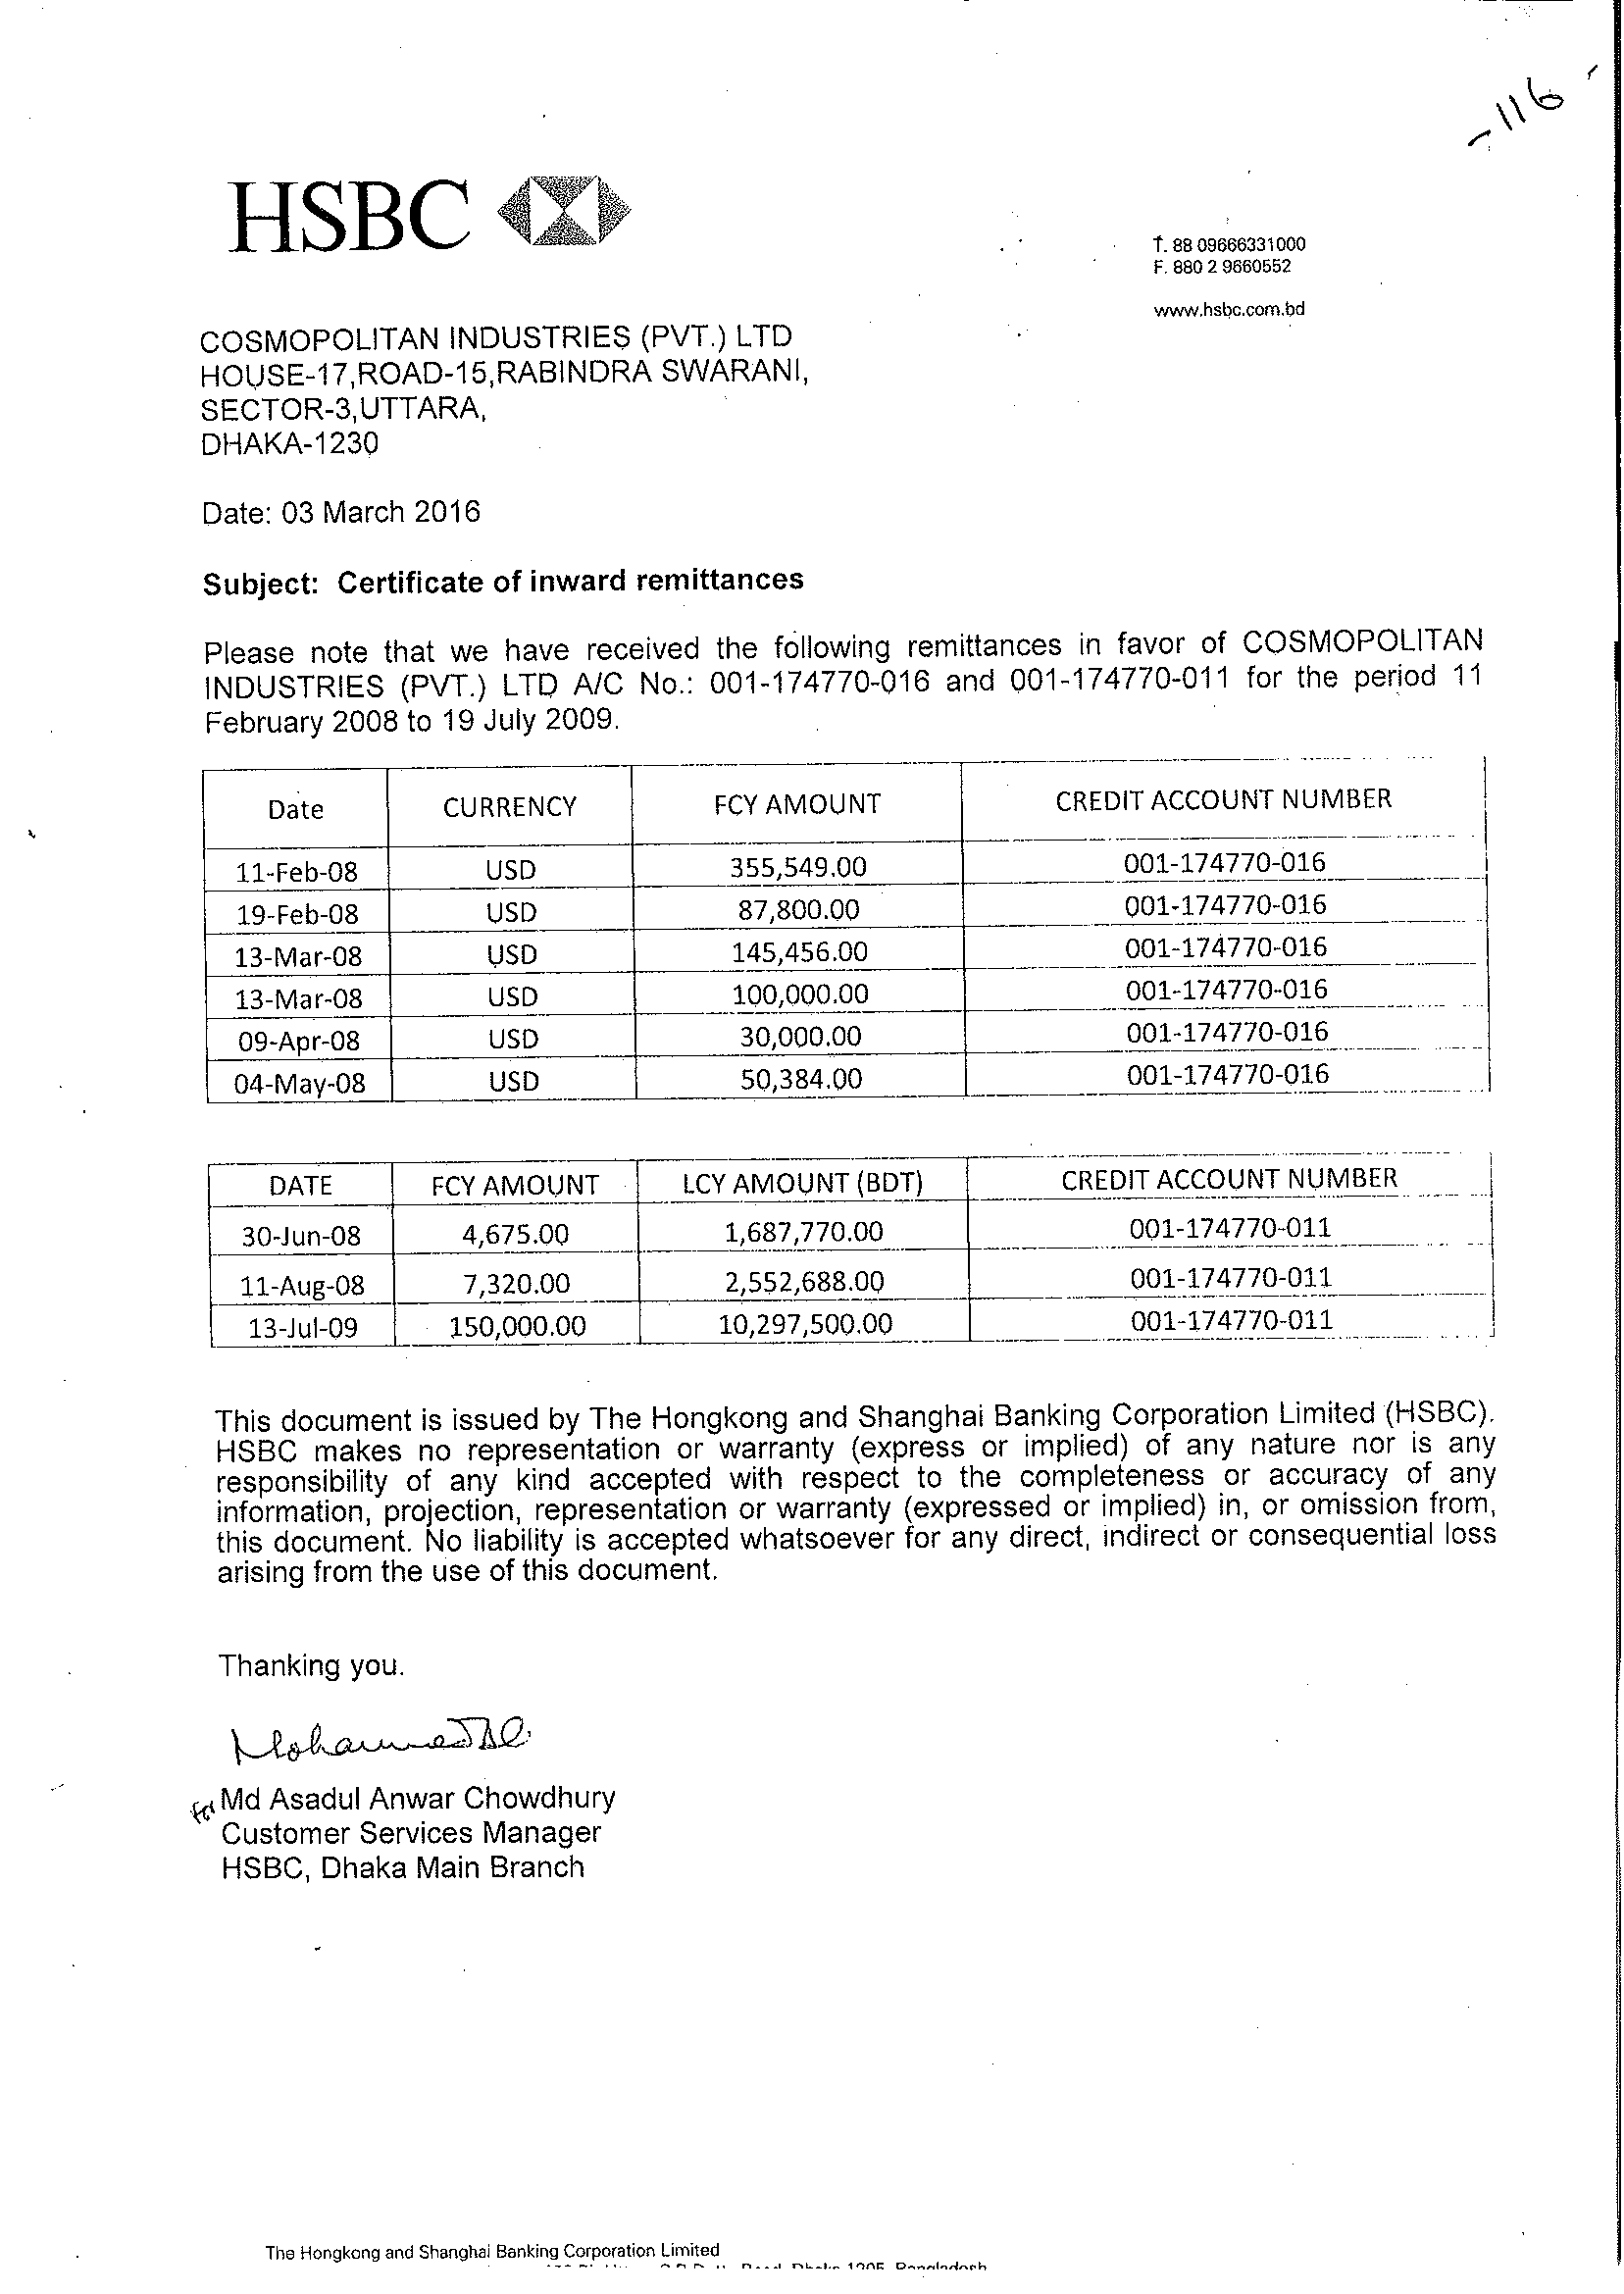 -116
HSBC
T. 88 09666331000
F. 880 2 9660552
www.hsbc.com.bd
COSMOPOLITAN INDUSTRIES (PVT.) LTD
HOUSE-17,ROAD-15,RABINDRA SWARANI,
SECTOR-3,UTTARA,
DHAKA-1230
Date: 03 March 2016
Subject: Certificate of inward remittances
Please note that we have received the following remittances in favor of COSMOPOLITAN
INDUSTRIES (PVT.) LTD A/C No.: 001-174770-016 and 001-174770-011 for the period 11
February 2008 to 19 July 2009.
Date CURRENCY FCY AMOUNT CREDIT ACCOUNT NUMBER
11-Feb-08 USD 355,549.00 001-174770-016
19-Feb-08 USD 87,800.00 001-174770-016
13-Mar-08 USD 145,456.00 001-174770-016
13-Mar-08 USD 100,000.00 001-174770-016
09-Apr-08 USD 30,000.00 001-174770-016
04-May-08 USD 50,384.00 001-174770-016
DATE FCY AMOUNT LCY AMOUNT (BDT) CREDIT ACCOUNT NUMBER
30-Jun-08 4,675.00 1,687,770.00 001-174770-011
11-Aug-08 7,320.00 2,552,688.00 001-174770-011
13-Jul-09 150,000.00 10,297,500.00 001-174770-011
This document is issued by The Hongkong and Shanghai Banking Corporation Limited (HSBC).
HSBC makes no representation or warranty (express or implied) of any nature nor is any
responsibility of any kind accepted with respect to the completeness or accuracy of any
information, projection, representation or warranty (expressed or implied) in, or omission from,
this document. No liability is accepted whatsoever for any direct, indirect or consequential loss
arising from the use of this document.
Thanking you.
for Md Asadul Anwar Chowdhury
Customer Services Manager
HSBC, Dhaka Main Branch
The Hongkong and Shanghai Banking Corporation Limited
Road, Dhaka 1205, Bangladesh